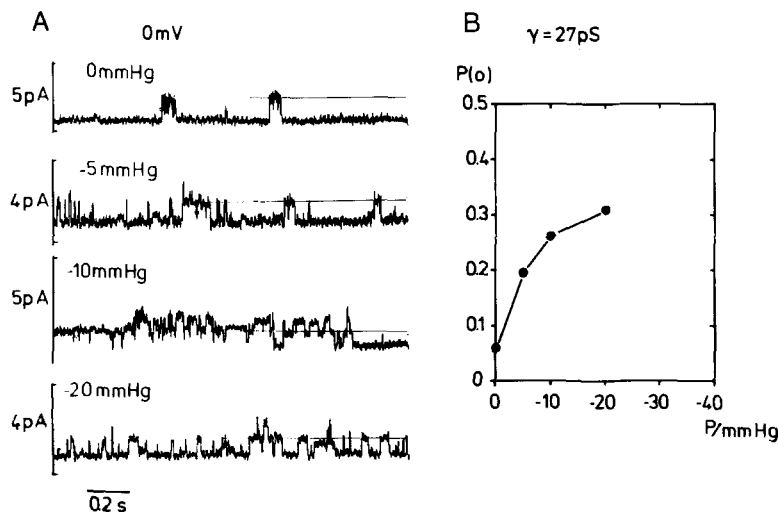 A
0mV
0mmHg
5pA
-5mmHg
4pA
-10mmHg
5pA
-20mmHg
4pA
0.2 s
B
γ = 27pS
P(o)
0.5
0.4
0.3
0.2
0.1
0
0 -10 -20 -30 -40
P/mmHg